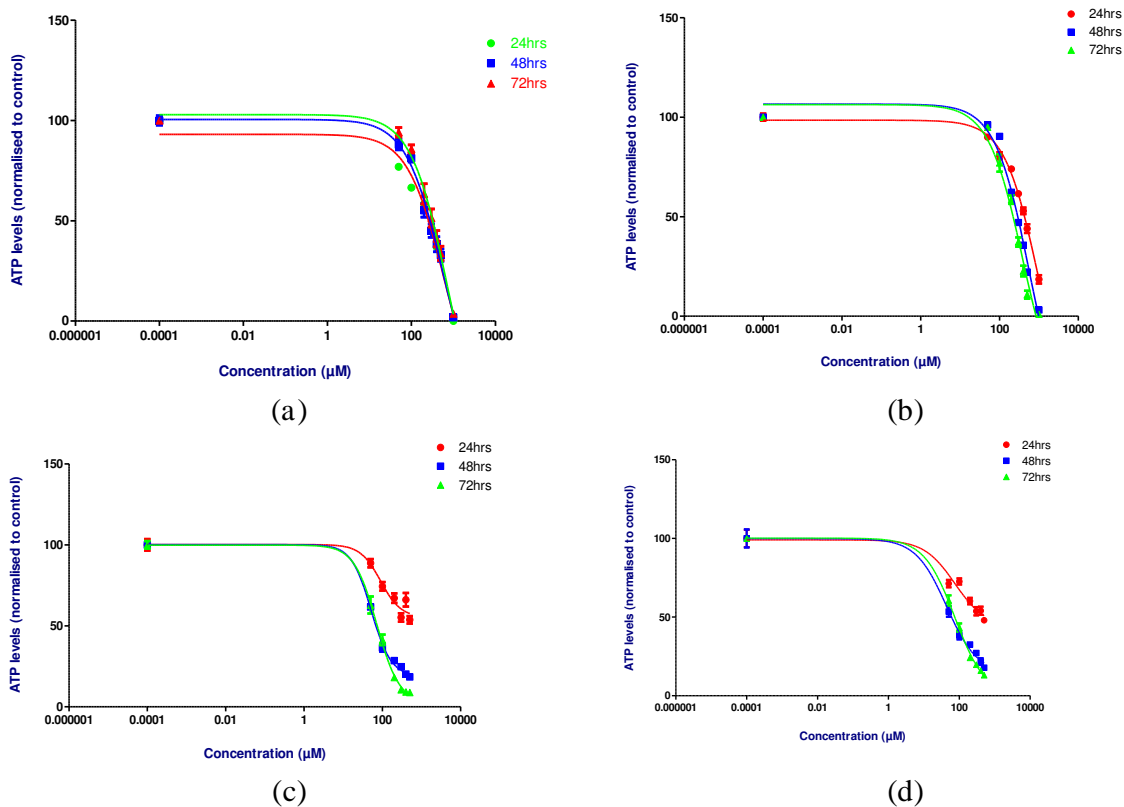 150
100
50
0
ATP levels (normalised to control)
0.000001 0.0001 0.01 1 100 10000
Concentration (µM)
24hrs
48hrs
72hrs
(a)
150
100
50
0
ATP levels (normalised to control)
0.000001 0.0001 0.01 1 100 10000
Concentration (µM)
24hrs
48hrs
72hrs
(b)
150
100
50
0
ATP levels (normalised to control)
0.000001 0.0001 0.01 1 100 10000
Concentration (µM)
24hrs
48hrs
72hrs
(c)
150
100
50
0
ATP levels (normalised to control)
0.000001 0.0001 0.01 1 100 10000
Concentration (µM)
24hrs
48hrs
72hrs
(d)